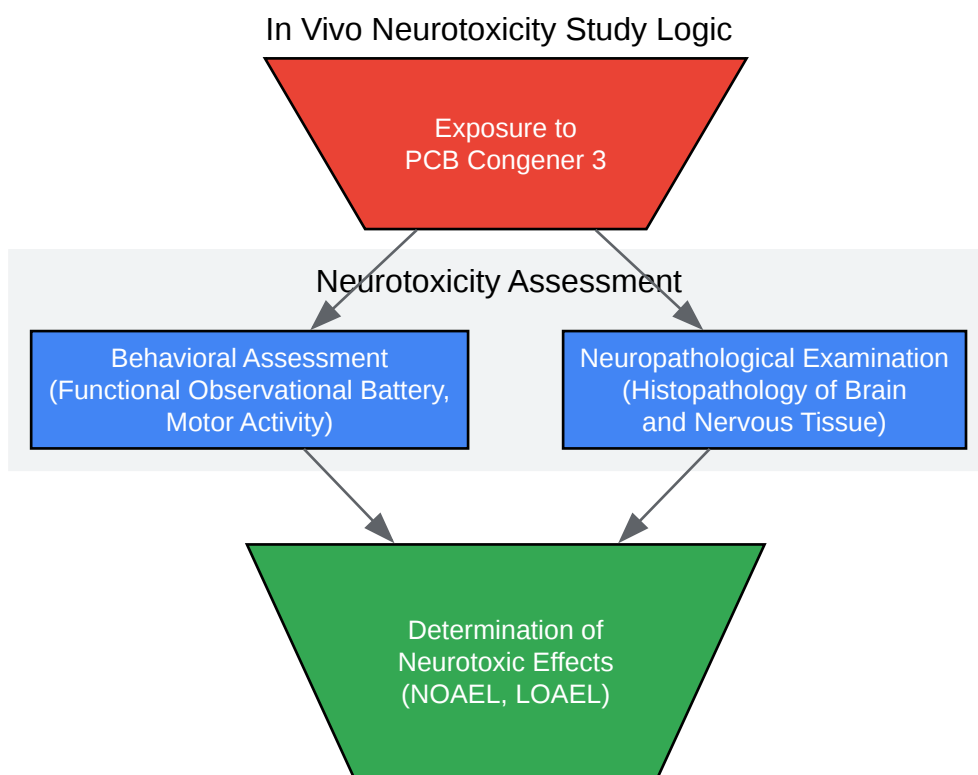 In Vivo Neurotoxicity Study Logic
Exposure to
PCB Congener 3
Neurotoxicity Assessment
Behavioral Assessment
(Functional Observational Battery,
Motor Activity)
Neuropathological Examination
(Histopathology of Brain
and Nervous Tissue)
Determination of
Neurotoxic Effects
(NOAEL, LOAEL)